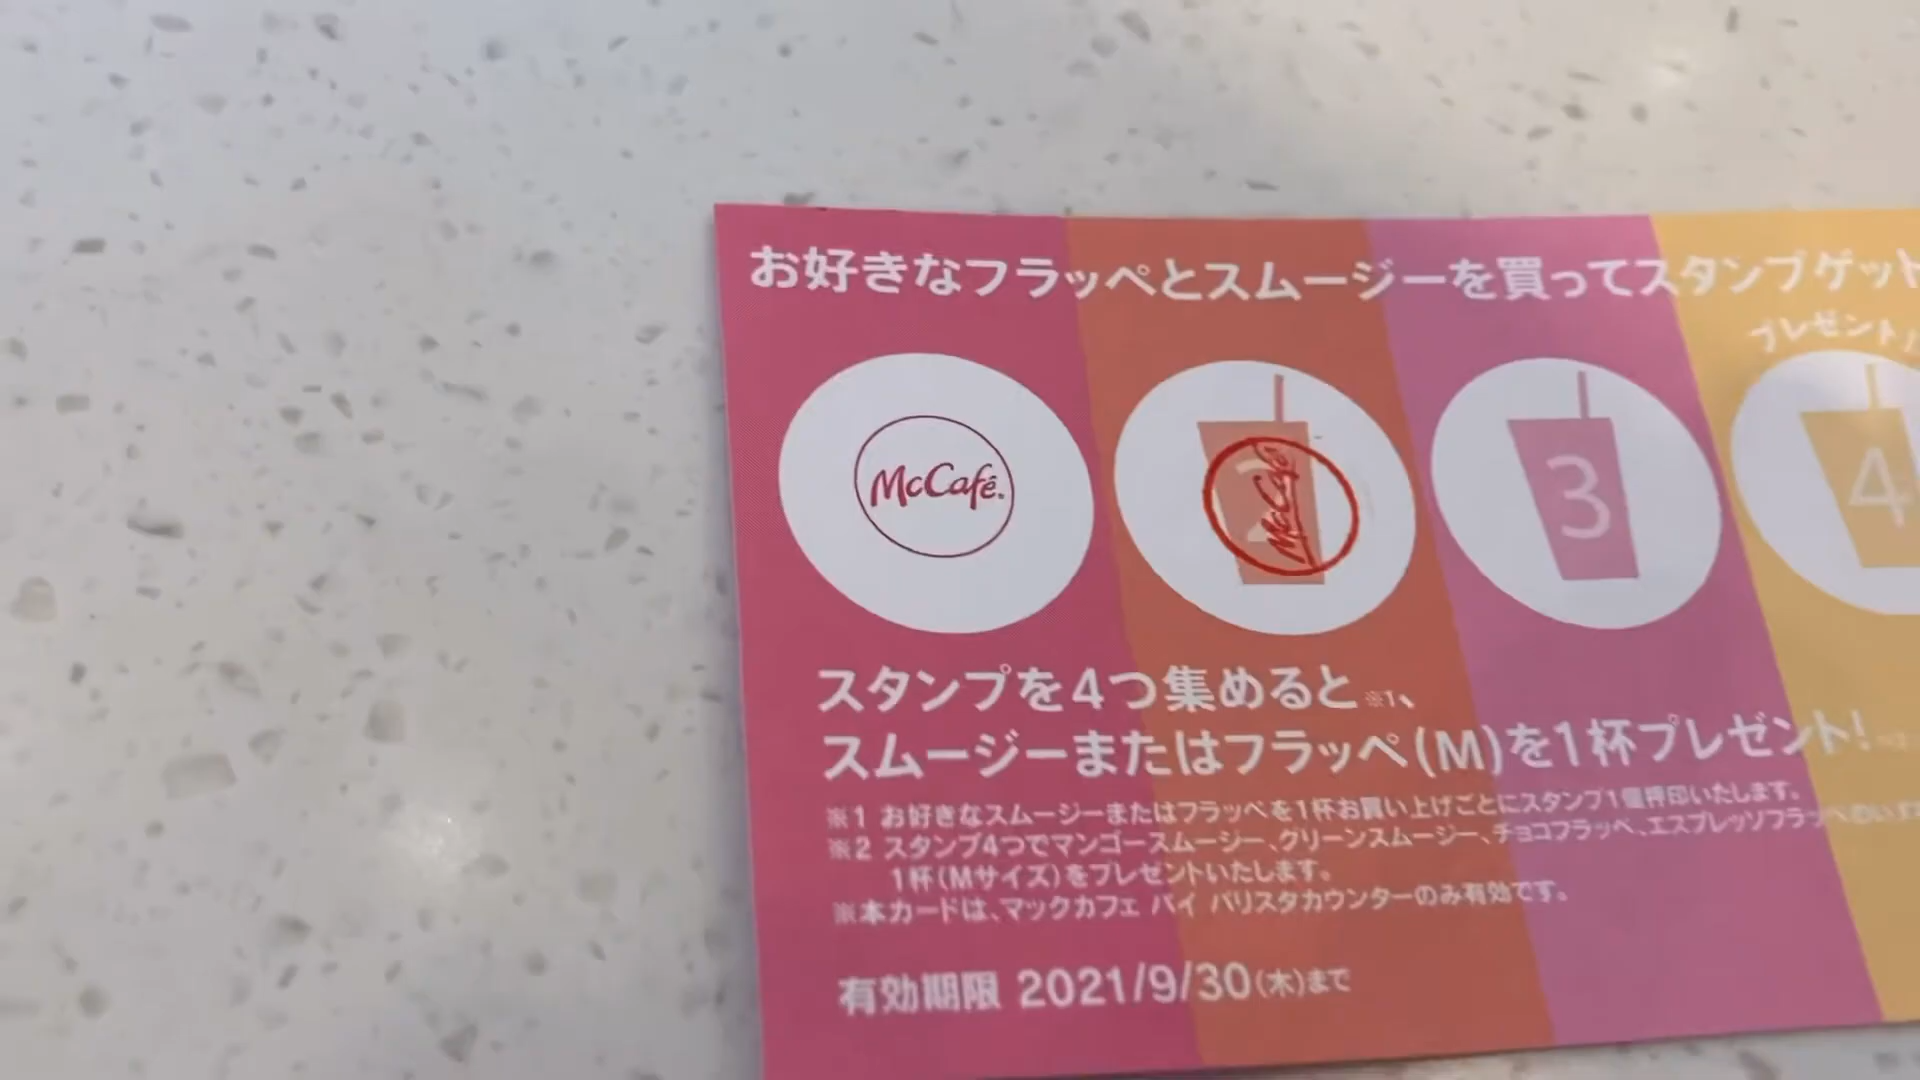 お好きなフラッペとスムージーを買ってスタンプゲット
プレゼント!
McCafé®
McCafé
3
4
スタンプを4つ集めると※1、
スムージーまたはフラッペ(M)を1杯プレゼント!※2
※1 お好きなスムージーまたはフラッペを1杯お買い上げごとにスタンプ1個押印いたします。
※2 スタンプ4つでマンゴースムージー、グリーンスムージー、チョコフラッペ、エスプレッソフラッペ
1杯(Mサイズ)をプレゼントいたします。
※本カードは、マックカフェ バイ バリスタカウンターのみ有効です。
有効期限 2021/9/30(木)まで